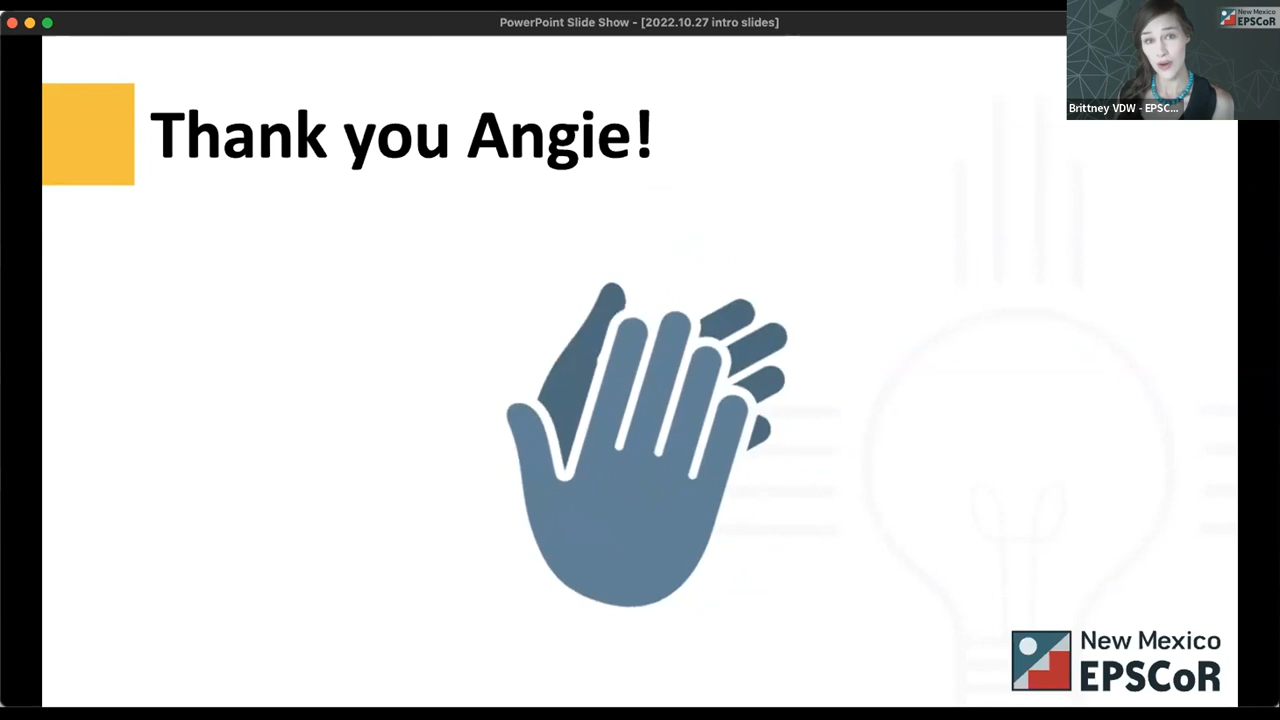 PowerPoint Slide Show - [2022.10.27 intro slides]
New Mexico
EPSCoR
Brittney VDW - EPSC...
Thank you Angie!
New Mexico
EPSCoR